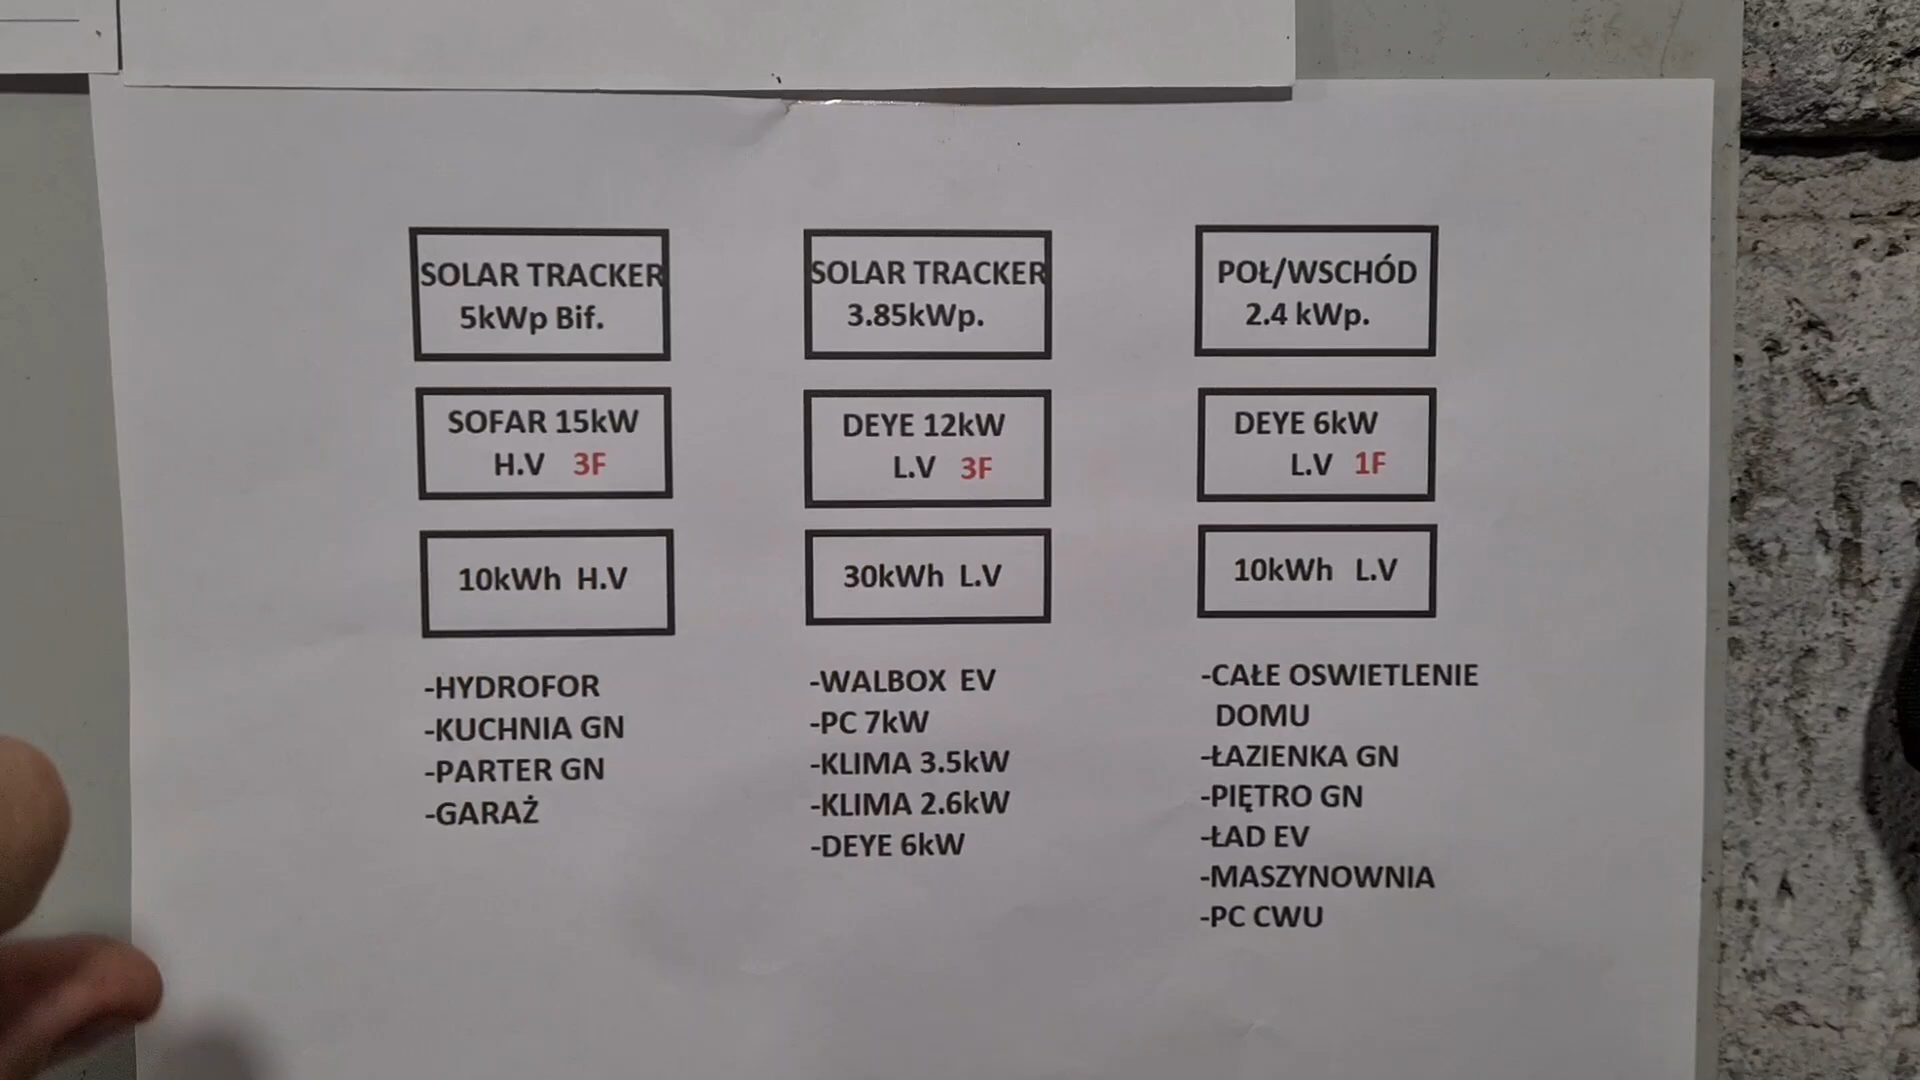 SOLAR TRACKER
5kWp Bif.
SOFAR 15kW
H.V 3F
10kWh H.V
-HYDROFOR
-KUCHNIA GN
-PARTER GN
-GARAŻ
SOLAR TRACKER
3.85kWp.
DEYE 12kW
L.V 3F
30kWh L.V
-WALBOX EV
-PC 7kW
-KLIMA 3.5kW
-KLIMA 2.6kW
-DEYE 6kW
POŁ/WSCHÓD
2.4 kWp.
DEYE 6kW
L.V 1F
10kWh L.V
-CAŁE OSWIETLENIE
DOMU
-ŁAZIENKA GN
-PIĘTRO GN
-ŁAD EV
-MASZYNOWNIA
-PC CWU